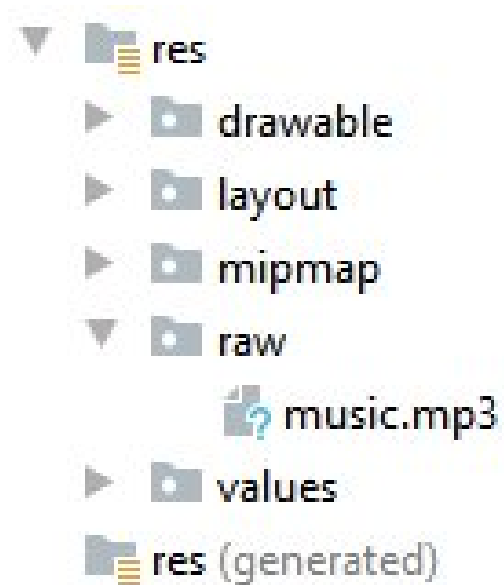 res
drawable
layout
mipmap
raw
music.mp3
values
res (generated)